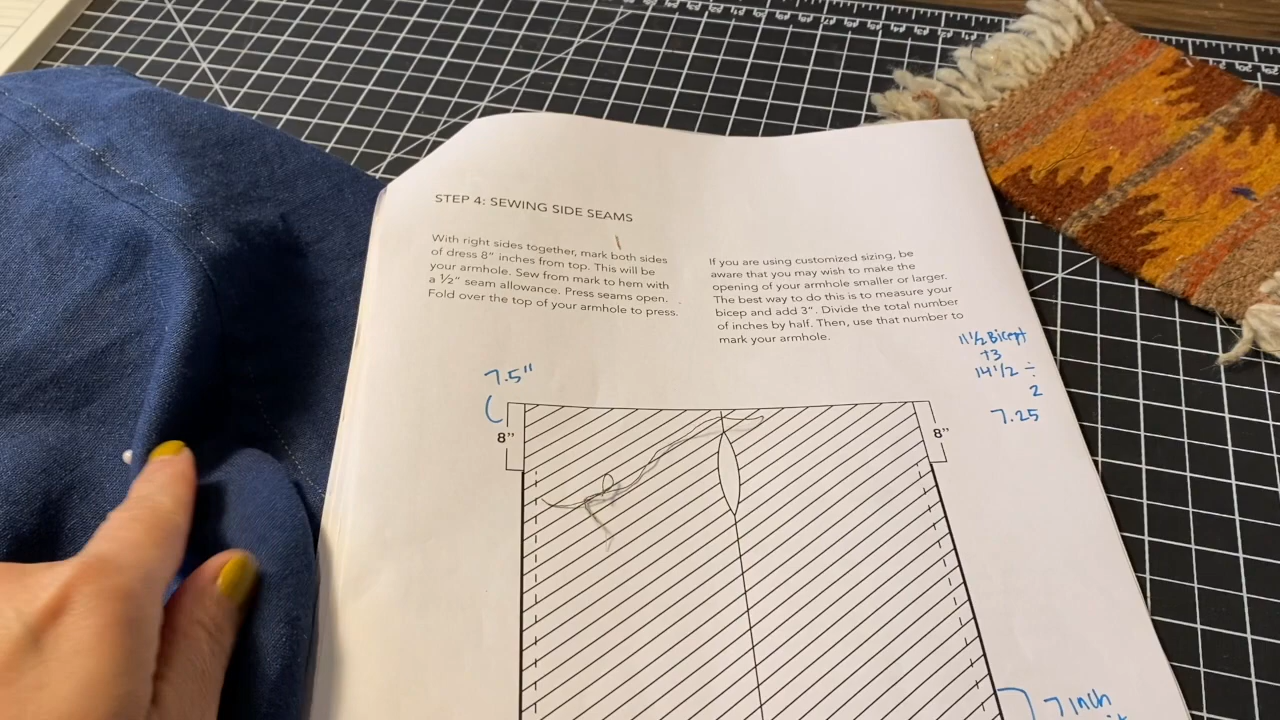 STEP 4: SEWING SIDE SEAMS
With right sides together, mark both sides
of dress 8" inches from top. This will be
your armhole. Sew from mark to hem with
a ½" seam allowance. Press seams open.
Fold over the top of your armhole to press.
If you are using customized sizing, be
aware that you may wish to make the
opening of your armhole smaller or larger.
The best way to do this is to measure your
bicep and add 3". Divide the total number
of inches by half. Then, use that number to
mark your armhole.
11 1/2 Bicept
+3
14 1/2 ÷
2
7.25
7.5"
8"
8"
7 inch